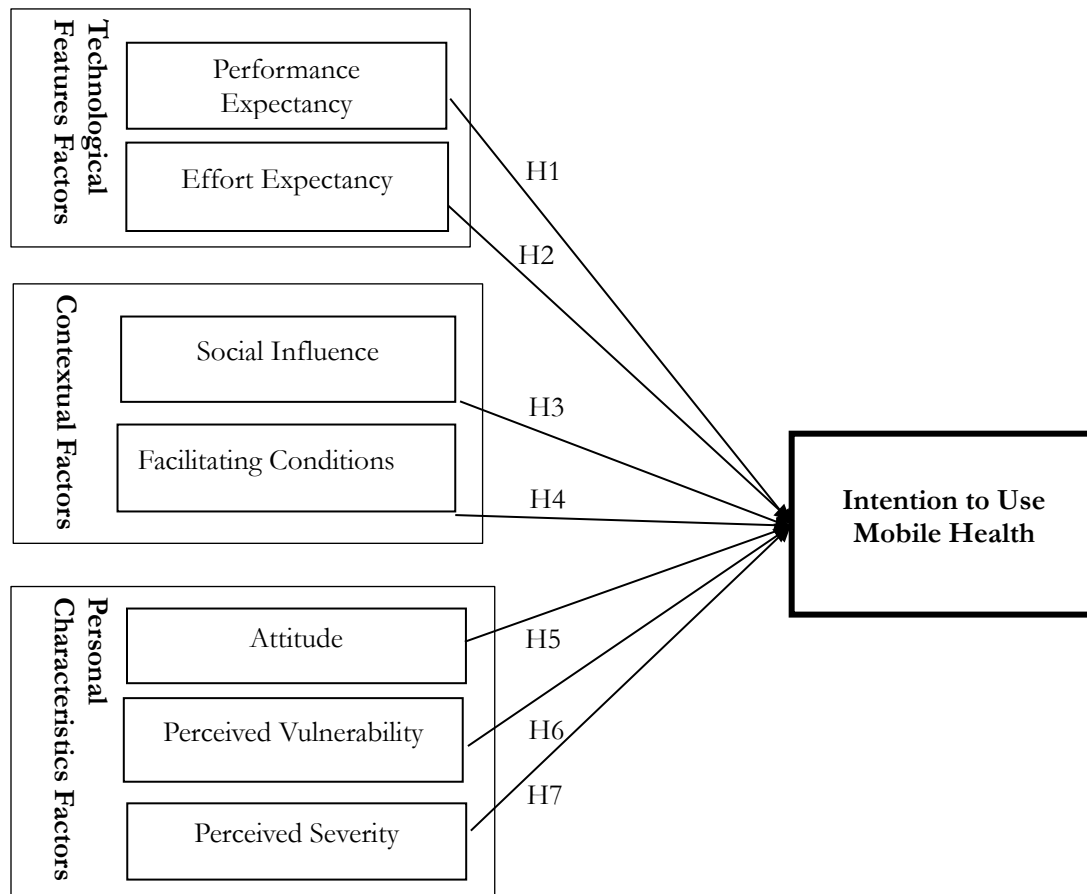 Technological
Features Factors
Performance
Expectancy
Effort Expectancy
H1
H2
Contextual Factors
Social Influence
Facilitating Conditions
H3
H4
Personal
Characteristics Factors
Attitude
Perceived Vulnerability
Perceived Severity
H5
H6
H7
Intention to Use
Mobile Health